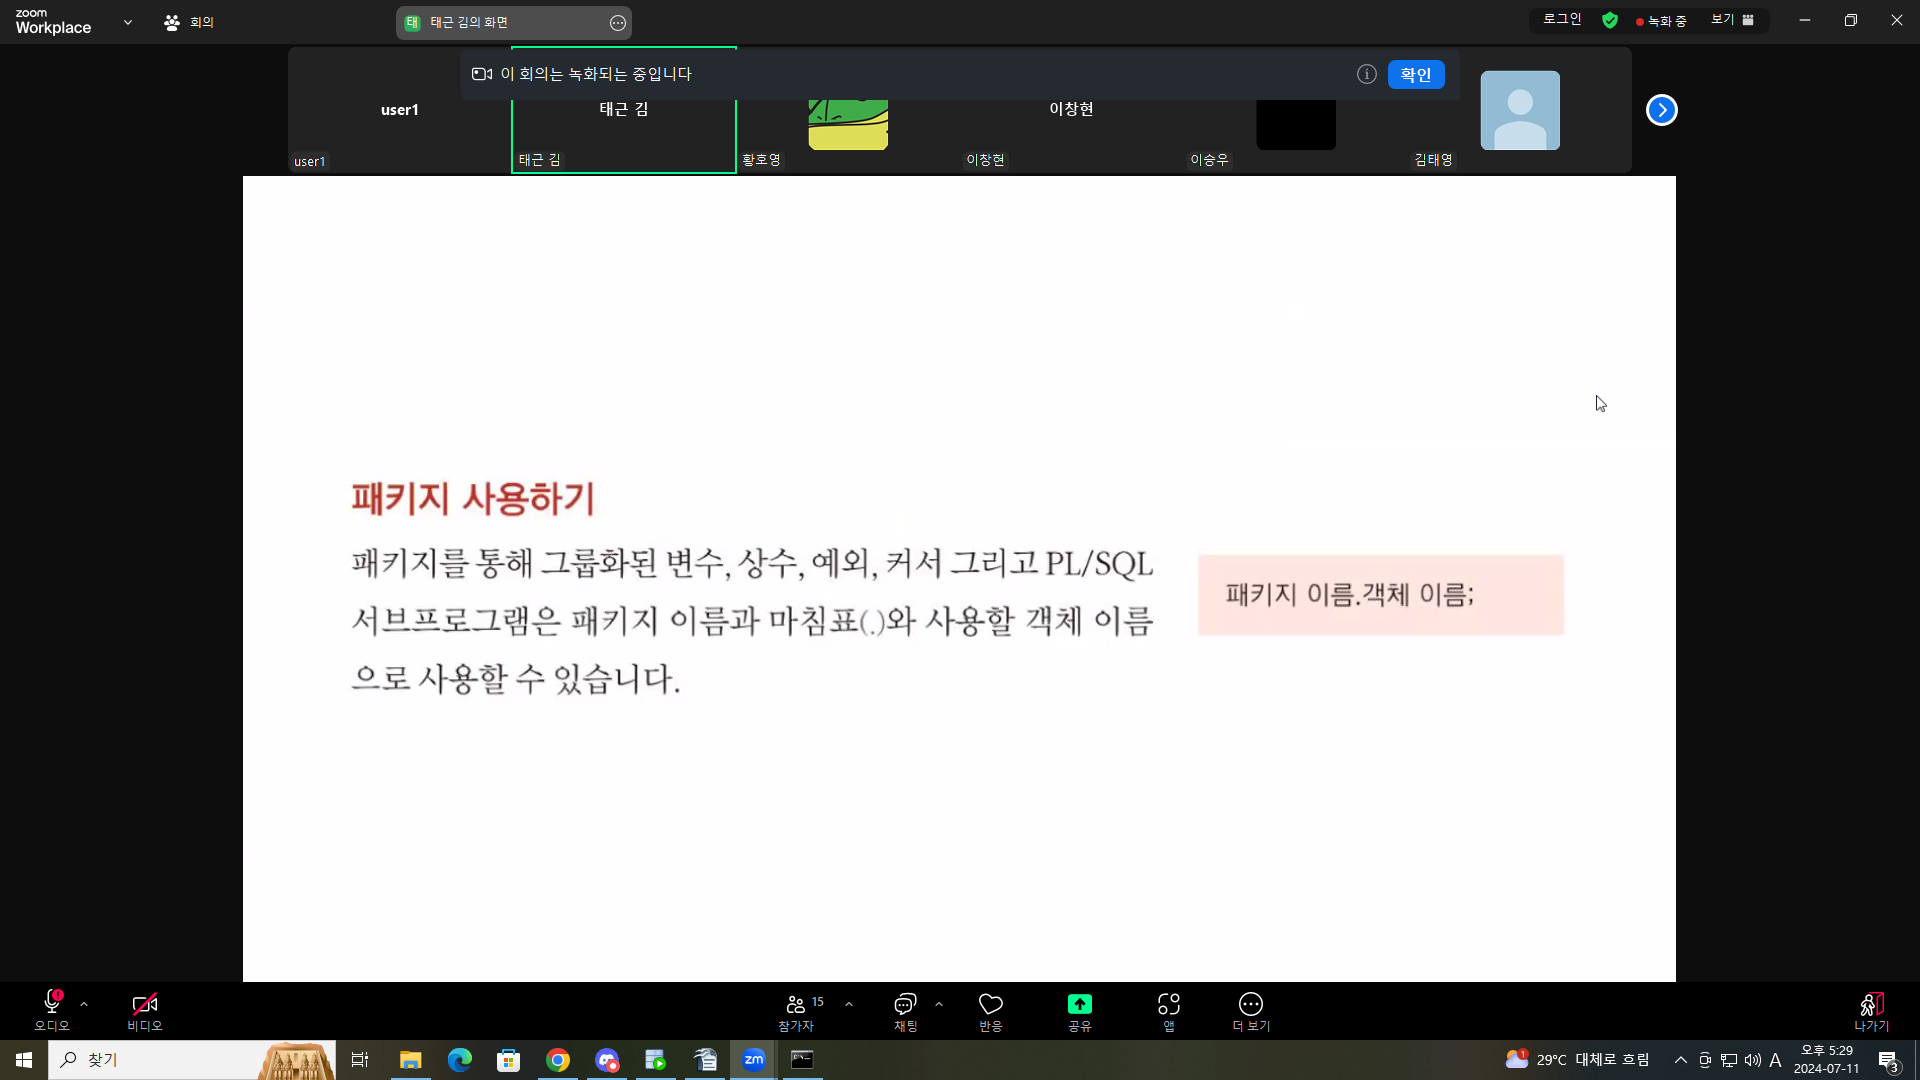 zoom
Workplace
회의
태 태근 김의 화면
로그인
녹화 중
보기
이 회의는 녹화되는 중입니다
확인
user1
태근 김
이창현
user1
태근 김
황호영
이창현
이승우
김태영
패키지 사용하기
패키지를 통해 그룹화된 변수, 상수, 예외, 커서 그리고 PL/SQL
서브프로그램은 패키지 이름과 마침표(.)와 사용할 객체 이름
으로 사용할 수 있습니다.
패키지 이름.객체 이름;
오디오
비디오
15
참가자
채팅
반응
공유
앱
더 보기
나가기
찾기
zm
1
29°C 대체로 흐림
A
오후 5:29
2024-07-11
3